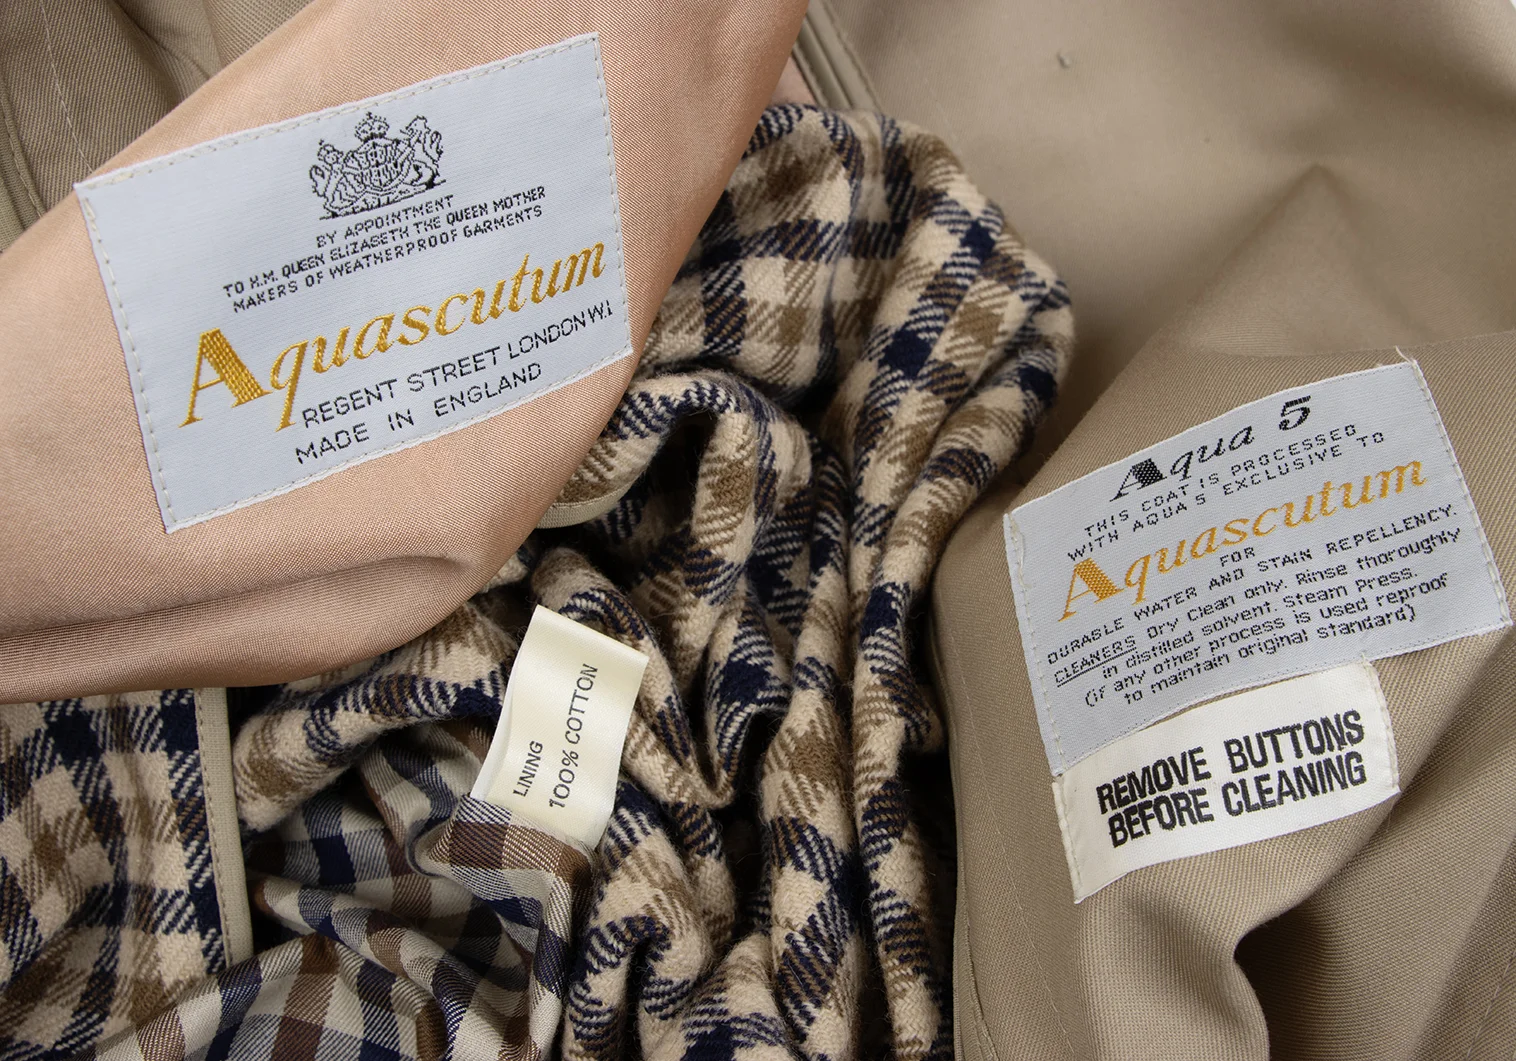 BY APPOINTMENT
TO H.M. QUEEN ELIZABETH THE QUEEN MOTHER
MAKERS OF WEATHERPROOF GARMENTS
Aquascutum
REGENT STREET LONDON W.1
MADE IN ENGLAND
LINING
100% COTTON
Aqua 5
THIS COAT IS PROCESSED
WITH AQUA 5 EXCLUSIVE TO
Aquascutum
FOR
DURABLE WATER AND STAIN REPELLENCY.
CLEANERS Dry Clean only. Rinse thoroughly
in distilled solvent. Steam Press.
(if any other process is used reproof
to maintain original standard)
REMOVE BUTTONS
BEFORE CLEANING